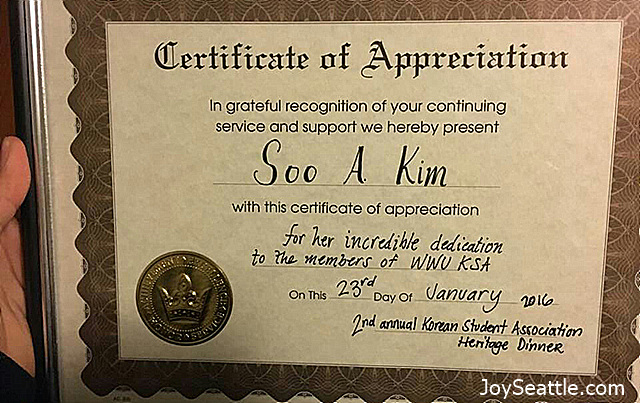 Certificate of Appreciation
In grateful recognition of your continuing
service and support we hereby present
Soo A. Kim
with this certificate of appreciation
for her incredible dedication
to the members of WWU KSA
On This 23rd Day Of January 2016
2nd annual Korean Student Association
Heritage Dinner
JoySeattle.com